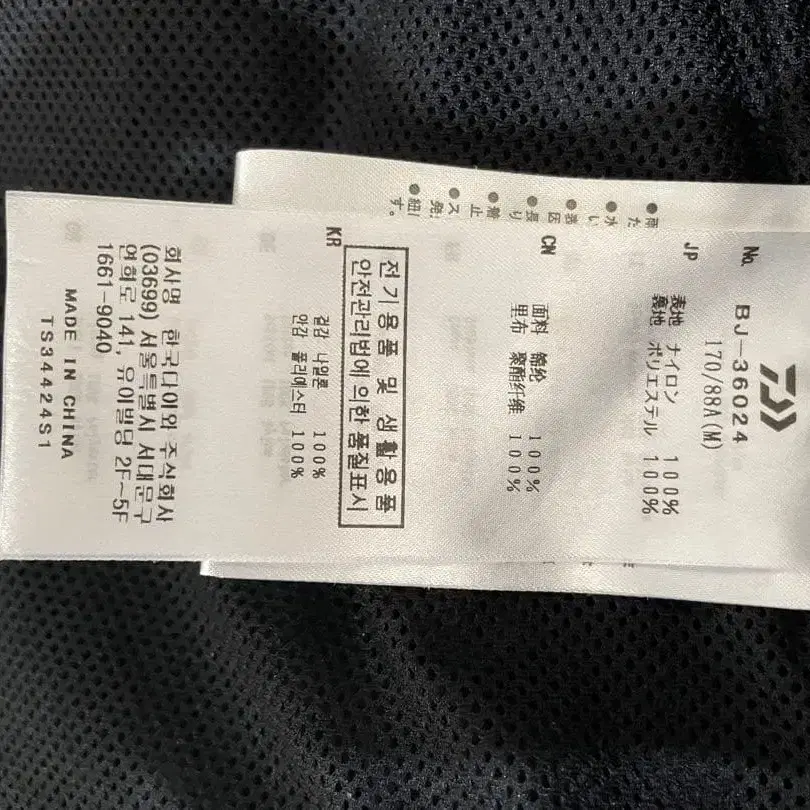 No. BJ-36024
170/88A(M)
JP
表地 ナイロン 100%
裏地 ポリエステル 100%
CN
面料 锦纶 100%
里布 聚酯纤维 100%
전기용품 및 생활용품
안전관리법에 의한 품질표시
KR
겉감 나일론 100%
안감 폴리에스터 100%
회사명 한국다이와 주식회사
(03699) 서울특별시 서대문구
연희로 141, 유이빌딩 2F~5F
1661-9040
MADE IN CHINA
TS34424S1